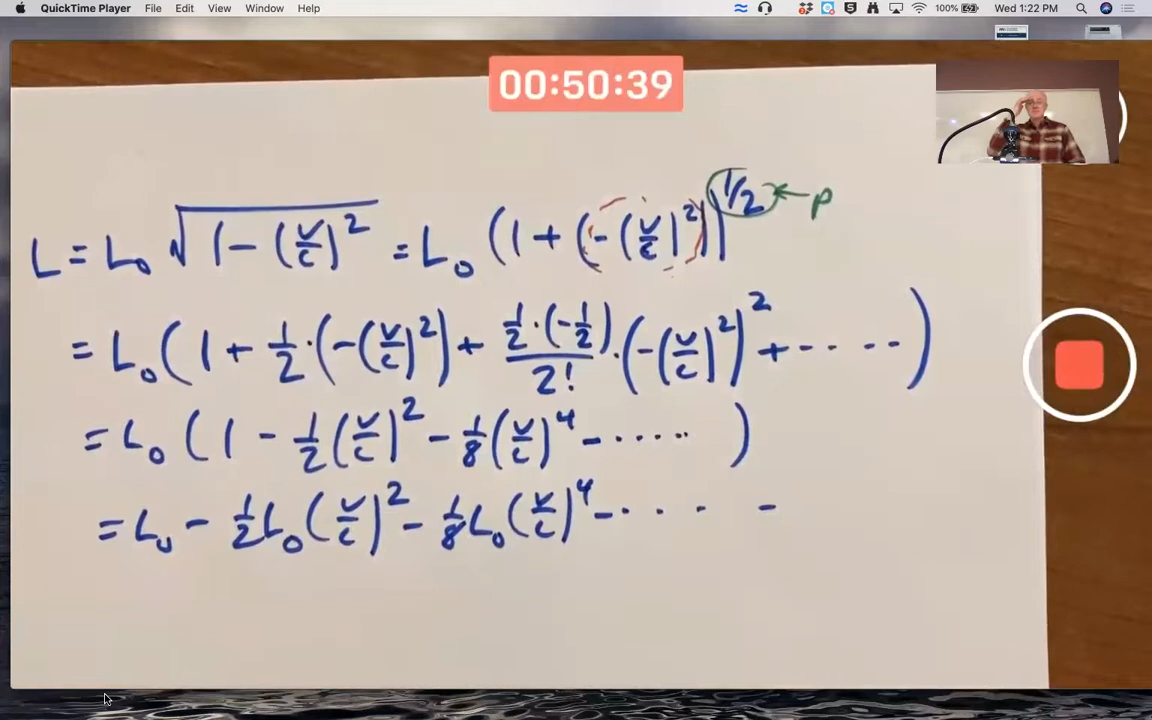 QuickTime Player File Edit View Window Help 100% Wed 1:22 PM
00:50:39
L = L₀ √(1 − (v/c)²) = L₀ (1 + (−(v/c)²))^(1/2) ← p
= L₀ (1 + 1/2 · (−(v/c)²) + (1/2 · (−1/2))/2! · (−(v/c)²)² + · · · · ·)
= L₀ (1 − 1/2 (v/c)² − 1/8 (v/c)⁴ − · · · · ·)
= L₀ − 1/2 L₀ (v/c)² − 1/8 L₀ (v/c)⁴ − · · · · −